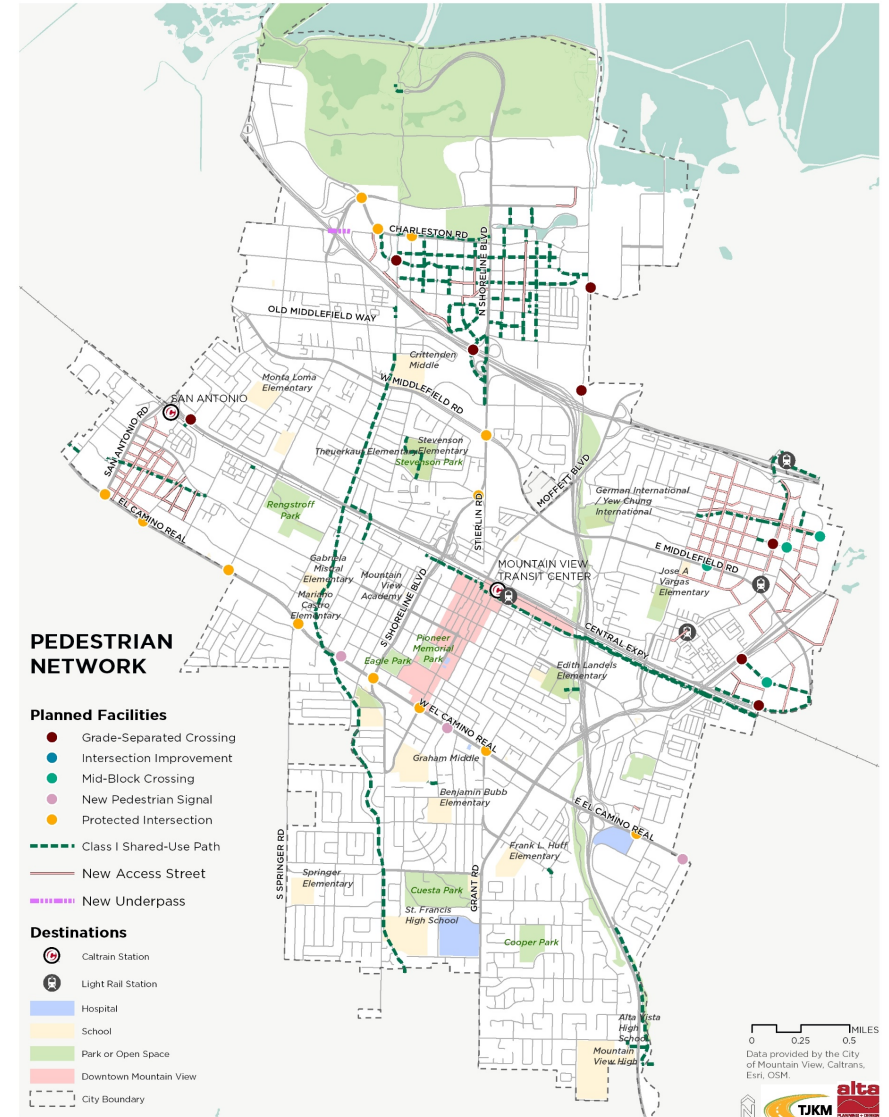 CHARLESTON RD
N SHORELINE BLVD
OLD MIDDLEFIELD WAY
Crittenden
Middle
Monta Loma
Elementary
W MIDDLEFIELD RD
SAN ANTONIO
SAN ANTONIO RD
Theuerkauf Elementary
Stevenson
Elementary
Stevenson Park
MOFFETT BLVD
German International
/ Yew Chung
International
EL CAMINO REAL
Rengstroff
Park
STIERLIN RD
E MIDDLEFIELD RD
Gabriela
Mistral
Elementary
Mountain
View
Academy
MOUNTAIN VIEW
TRANSIT CENTER
Jose A
Vargas
Elementary
Mariano
Castro
Elementary
S SHORELINE BLVD
CENTRAL EXPY
Pioneer
Memorial
Park
Eagle Park
Edith Landels
Elementary
W EL CAMINO REAL
Graham Middle
Benjamin Bubb
Elementary
E EL CAMINO REAL
Frank L. Huff
Elementary
S SPRINGER RD
Springer
Elementary
Cuesta Park
GRANT RD
St. Francis
High School
Cooper Park
Alta Vista
High
School
Mountain
View High
PEDESTRIAN
NETWORK
Planned Facilities
Grade-Separated Crossing
Intersection Improvement
Mid-Block Crossing
New Pedestrian Signal
Protected Intersection
Class I Shared-Use Path
New Access Street
New Underpass
Destinations
Caltrain Station
Light Rail Station
Hospital
School
Park or Open Space
Downtown Mountain View
City Boundary
MILES
0 0.25 0.5
Data provided by the City
of Mountain View, Caltrans,
Esri, OSM.
N
TJKM
alta
PLANNING + DESIGN